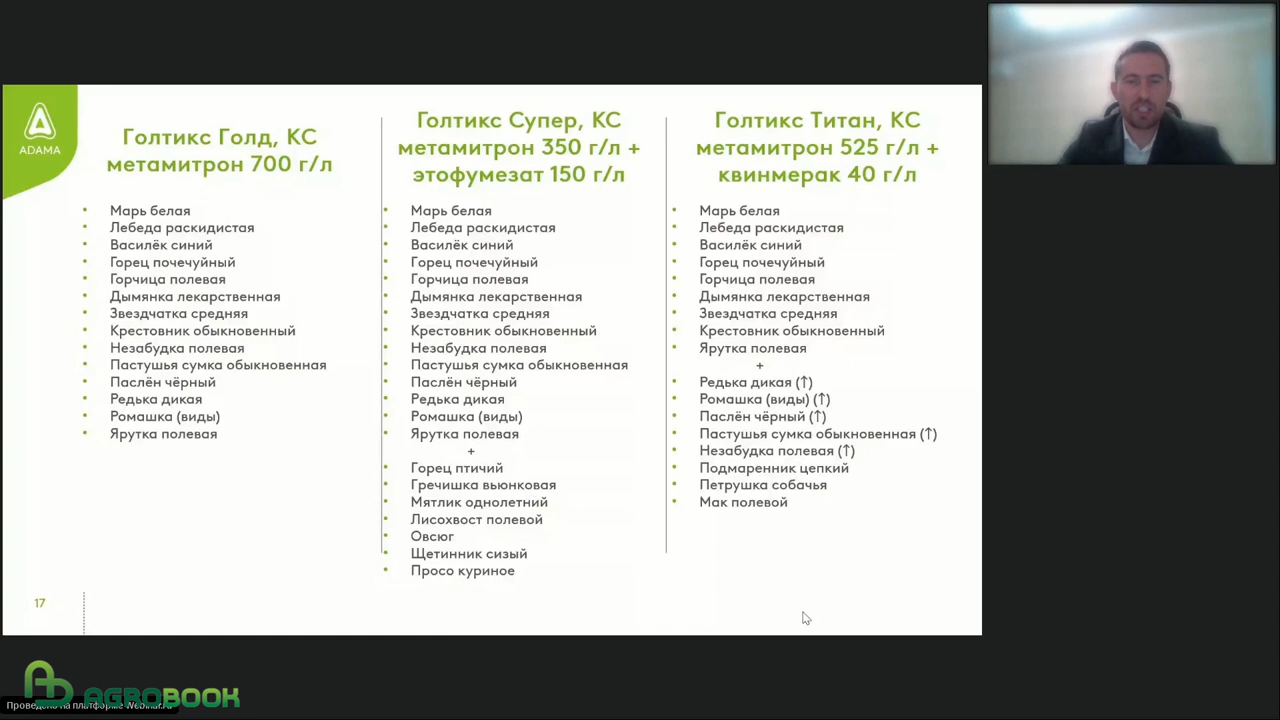 ADAMA
Голтикс Голд, КС
метамитрон 700 г/л
Марь белая
Лебеда раскидистая
Василёк синий
Горец почечуйный
Горчица полевая
Дымянка лекарственная
Звездчатка средняя
Крестовник обыкновенный
Незабудка полевая
Пастушья сумка обыкновенная
Паслён чёрный
Редька дикая
Ромашка (виды)
Ярутка полевая
Голтикс Супер, КС
метамитрон 350 г/л +
этофумезат 150 г/л
Марь белая
Лебеда раскидистая
Василёк синий
Горец почечуйный
Горчица полевая
Дымянка лекарственная
Звездчатка средняя
Крестовник обыкновенный
Незабудка полевая
Пастушья сумка обыкновенная
Паслён чёрный
Редька дикая
Ромашка (виды)
Ярутка полевая
+
Горец птичий
Гречишка вьюнковая
Мятлик однолетний
Лисохвост полевой
Овсюг
Щетинник сизый
Просо куриное
Голтикс Титан, КС
метамитрон 525 г/л +
квинмерак 40 г/л
Марь белая
Лебеда раскидистая
Василёк синий
Горец почечуйный
Горчица полевая
Дымянка лекарственная
Звездчатка средняя
Крестовник обыкновенный
Ярутка полевая
+
Редька дикая (↑)
Ромашка (виды) (↑)
Паслён чёрный (↑)
Пастушья сумка обыкновенная (↑)
Незабудка полевая (↑)
Подмаренник цепкий
Петрушка собачья
Мак полевой
17
AGROBOOK
Проведено на платформе Webinar.ru